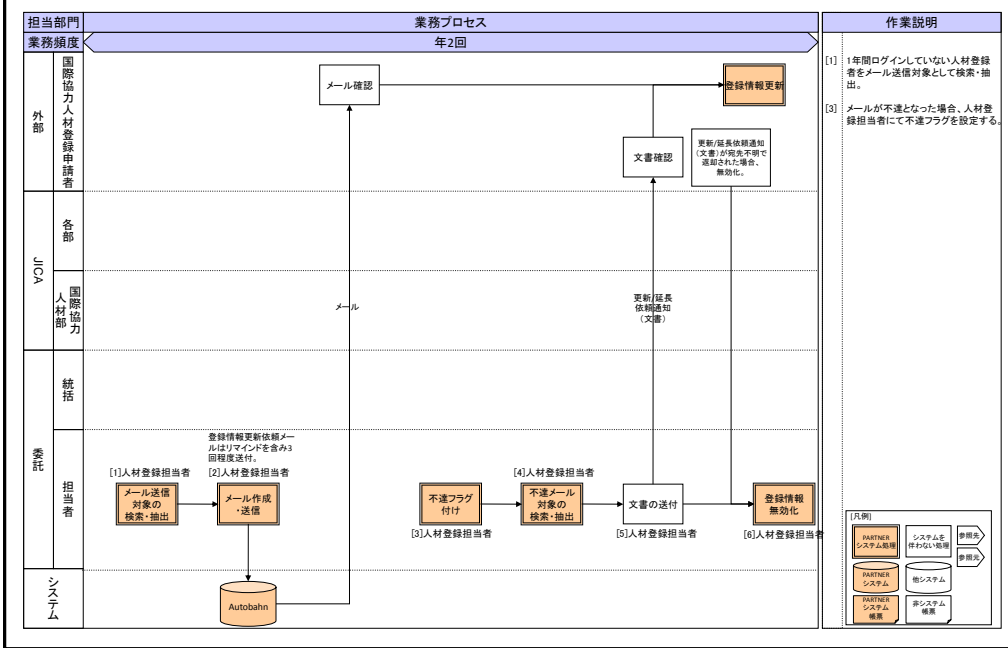 担当部門
業務プロセス
作業説明
業務頻度
年2回
外部
国際協力人材登録申請者
メール確認
登録情報更新
文書確認
更新/延長依頼通知
(文書)が宛先不明で
返却された場合、
無効化。
[1] 1年間ログインしていない人材登録
者をメール送信対象として検索・抽
出。
[3] メールが不達となった場合、人材登
録担当者にて不達フラグを設定する。
JICA
各部
国際協力
人材部
メール
更新/延長
依頼通知
(文書)
委託
統括
担当者
登録情報更新依頼メー
ルはリマインドを含み3
回程度送付。
[1]人材登録担当者
[2]人材登録担当者
[4]人材登録担当者
メール送信
対象の
検索・抽出
メール作成
・送信
不達フラグ
付け
不達メール
対象の
検索・抽出
文書の送付
登録情報
無効化
[3]人材登録担当者
[5]人材登録担当者
[6]人材登録担当者
システム
Autobahn
[凡例]
PARTNER
システム処理
システムを
伴わない処理
参照先
参照元
PARTNER
システム
他システム
PARTNER
システム
帳票
非システム
帳票